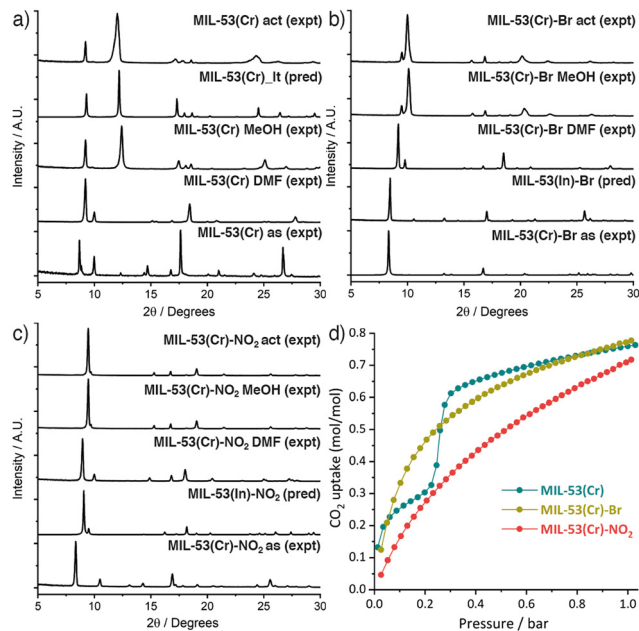 a)
MIL-53(Cr) act (expt)
MIL-53(Cr)_lt (pred)
MIL-53(Cr) MeOH (expt)
MIL-53(Cr) DMF (expt)
MIL-53(Cr) as (expt)
Intensity / A.U.
5 10 15 20 25 30
2θ / Degrees
b)
MIL-53(Cr)-Br act (expt)
MIL-53(Cr)-Br MeOH (expt)
MIL-53(Cr)-Br DMF (expt)
MIL-53(In)-Br (pred)
MIL-53(Cr)-Br as (expt)
Intensity / A.U.
5 10 15 20 25 30
2θ / Degrees
c)
MIL-53(Cr)-NO₂ act (expt)
MIL-53(Cr)-NO₂ MeOH (expt)
MIL-53(Cr)-NO₂ DMF (expt)
MIL-53(In)-NO₂ (pred)
MIL-53(Cr)-NO₂ as (expt)
Intensity / A.U.
5 10 15 20 25 30
2θ / Degrees
d)
CO₂ uptake (mol/mol)
0.8
0.7
0.6
0.5
0.4
0.3
0.2
0.1
0.0
MIL-53(Cr)
MIL-53(Cr)-Br
MIL-53(Cr)-NO₂
0.0 0.2 0.4 0.6 0.8 1.0
Pressure / bar